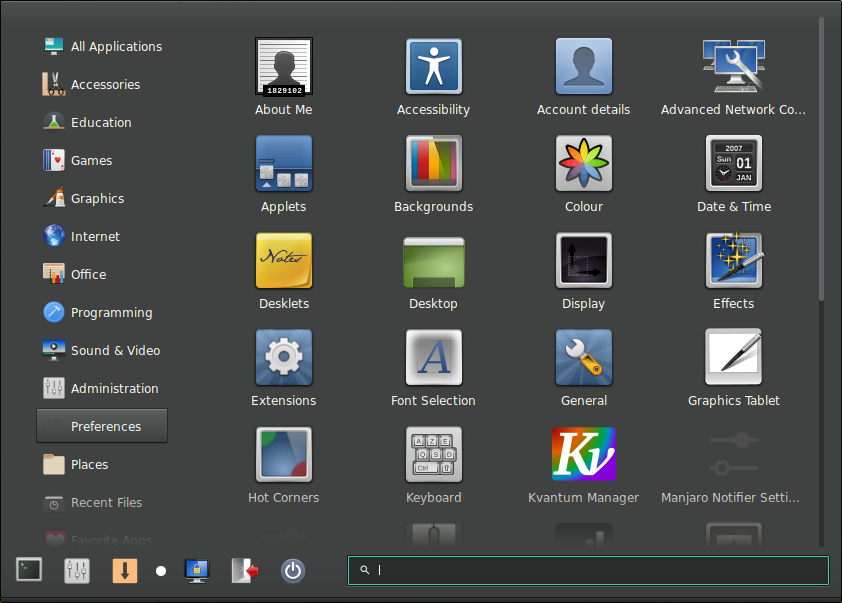 All Applications
Accessories
Education
Games
Graphics
Internet
Office
Programming
Sound & Video
Administration
Preferences
Places
Recent Files
Favorite Apps
1829102
About Me
Accessibility
Account details
Advanced Network Co...
Applets
Backgrounds
Colour
2007
Sun 01
JAN
Date & Time
Notes
Desklets
Desktop
Display
Effects
A
Extensions
Font Selection
General
Graphics Tablet
A Z E
Q S D
Ctrl
Kv
Hot Corners
Keyboard
Kvantum Manager
Manjaro Notifier Setti...